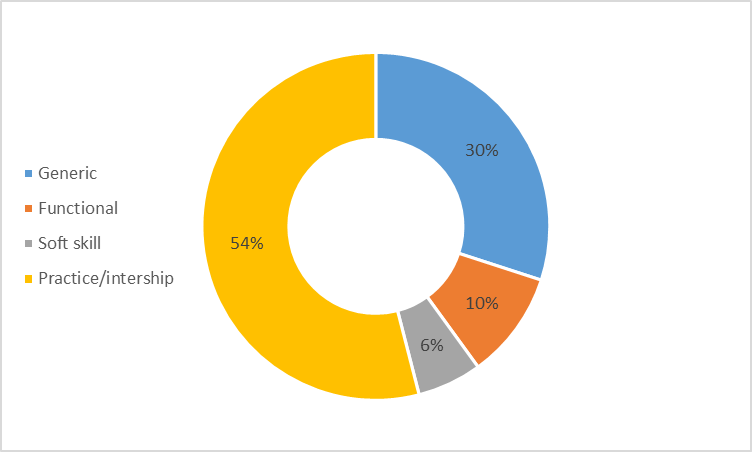 Generic
Functional
Soft skill
Practice/intership
30%
10%
6%
54%